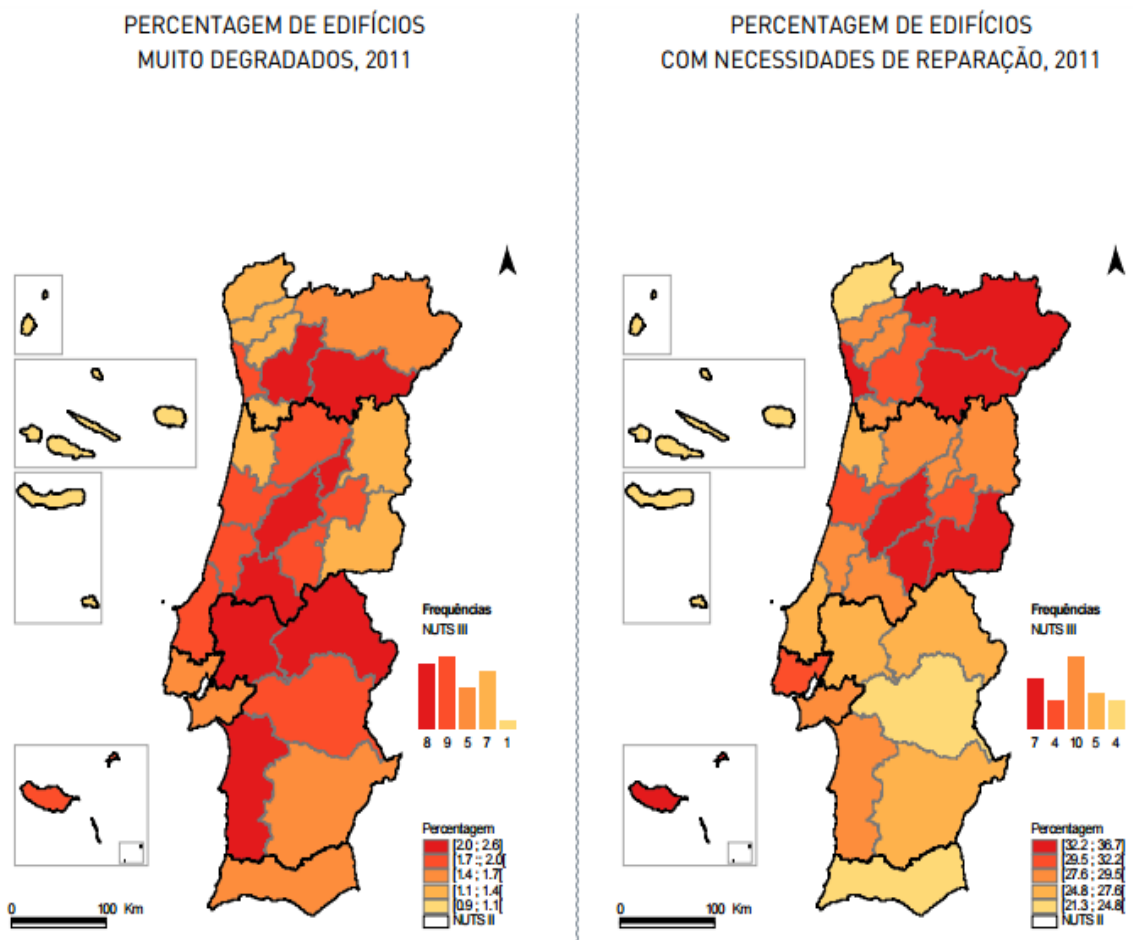 PERCENTAGEM DE EDIFÍCIOS
MUITO DEGRADADOS, 2011
Frequências
NUTS III
8 9 5 7 1
Percentagem
[2.0 ; 2.6]
[1.7 ; 2.0[
[1.4 ; 1.7[
[1.1 ; 1.4[
[0.9 ; 1.1[
NUTS II
0 100 Km
PERCENTAGEM DE EDIFÍCIOS
COM NECESSIDADES DE REPARAÇÃO, 2011
Frequências
NUTS III
7 4 10 5 4
Percentagem
[32.2 ; 36.7]
[29.5 ; 32.2[
[27.6 ; 29.5[
[24.8 ; 27.6[
[21.3 ; 24.8[
NUTS II
0 100 Km